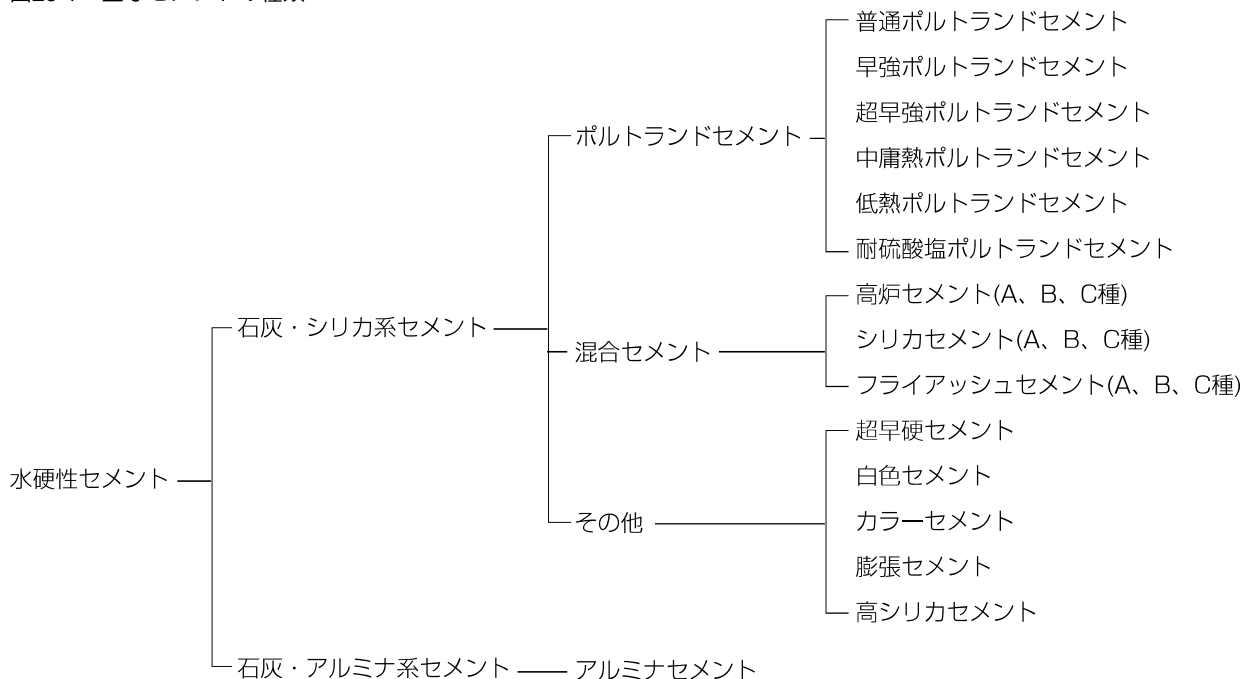 普通ポルトランドセメント
早強ポルトランドセメント
超早強ポルトランドセメント
ポルトランドセメント
中庸熱ポルトランドセメント
低熱ポルトランドセメント
耐硫酸塩ポルトランドセメント
高炉セメント(A、B、C種)
石灰・シリカ系セメント
シリカセメント(A、B、C種)
混合セメント
フライアッシュセメント(A、B、C種)
超早硬セメント
水硬性セメント
白色セメント
その他
カラーセメント
膨張セメント
高シリカセメント
石灰・アルミナ系セメント
アルミナセメント